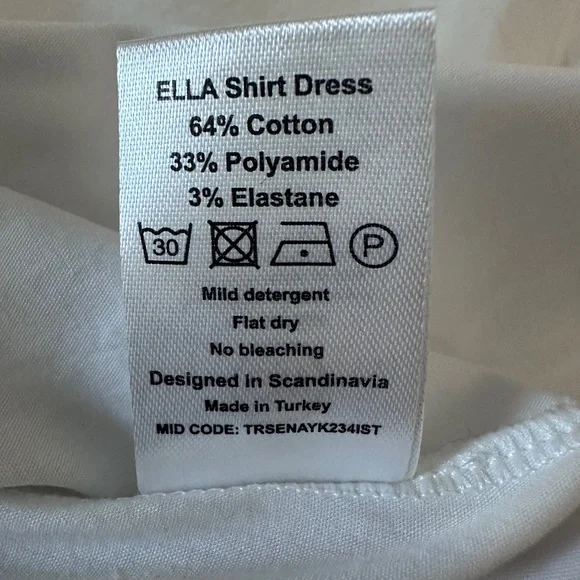 ELLA Shirt Dress
64% Cotton
33% Polyamide
3% Elastane
30 P
Mild detergent
Flat dry
No bleaching
Designed in Scandinavia
Made in Turkey
MID CODE: TRSENAYK234IST